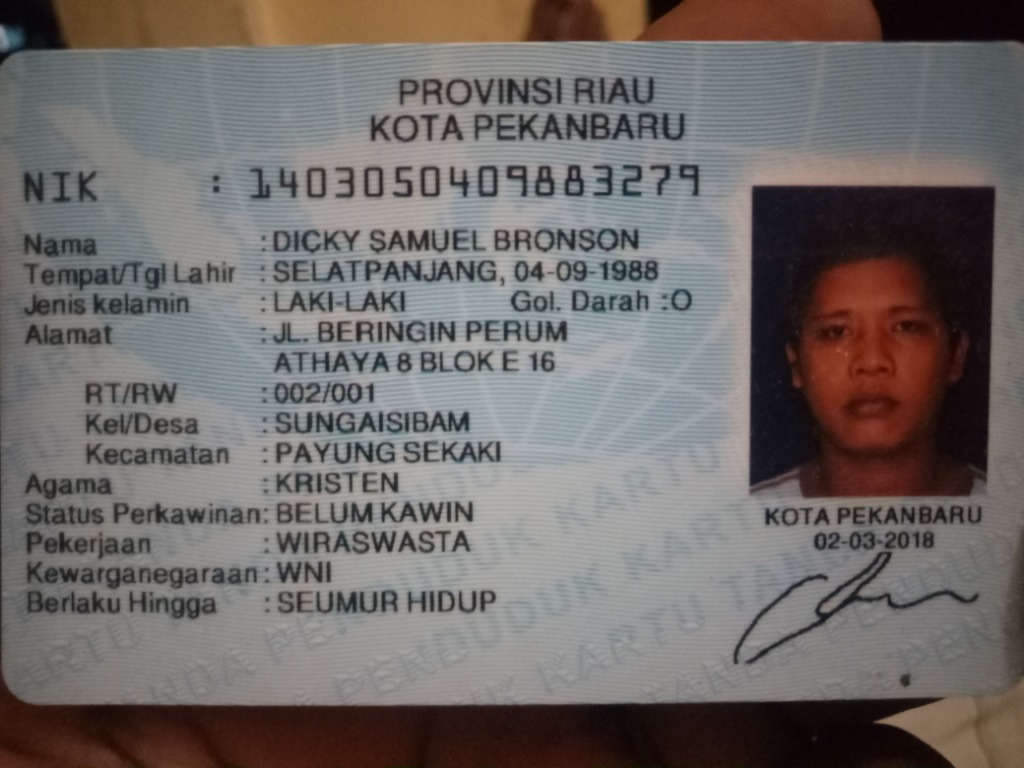 PROVINSI RIAU
KOTA PEKANBARU
NIK : 1403050409883279
Nama : DICKY SAMUEL BRONSON
Tempat/Tgl Lahir : SELATPANJANG, 04-09-1988
Jenis kelamin : LAKI-LAKI Gol. Darah : O
Alamat : JL. BERINGIN PERUM
ATHAYA 8 BLOK E 16
RT/RW : 002/001
Kel/Desa : SUNGAISIBAM
Kecamatan : PAYUNG SEKAKI
Agama : KRISTEN
Status Perkawinan: BELUM KAWIN
Pekerjaan : WIRASWASTA
Kewarganegaraan: WNI
Berlaku Hingga : SEUMUR HIDUP
KOTA PEKANBARU
02-03-2018